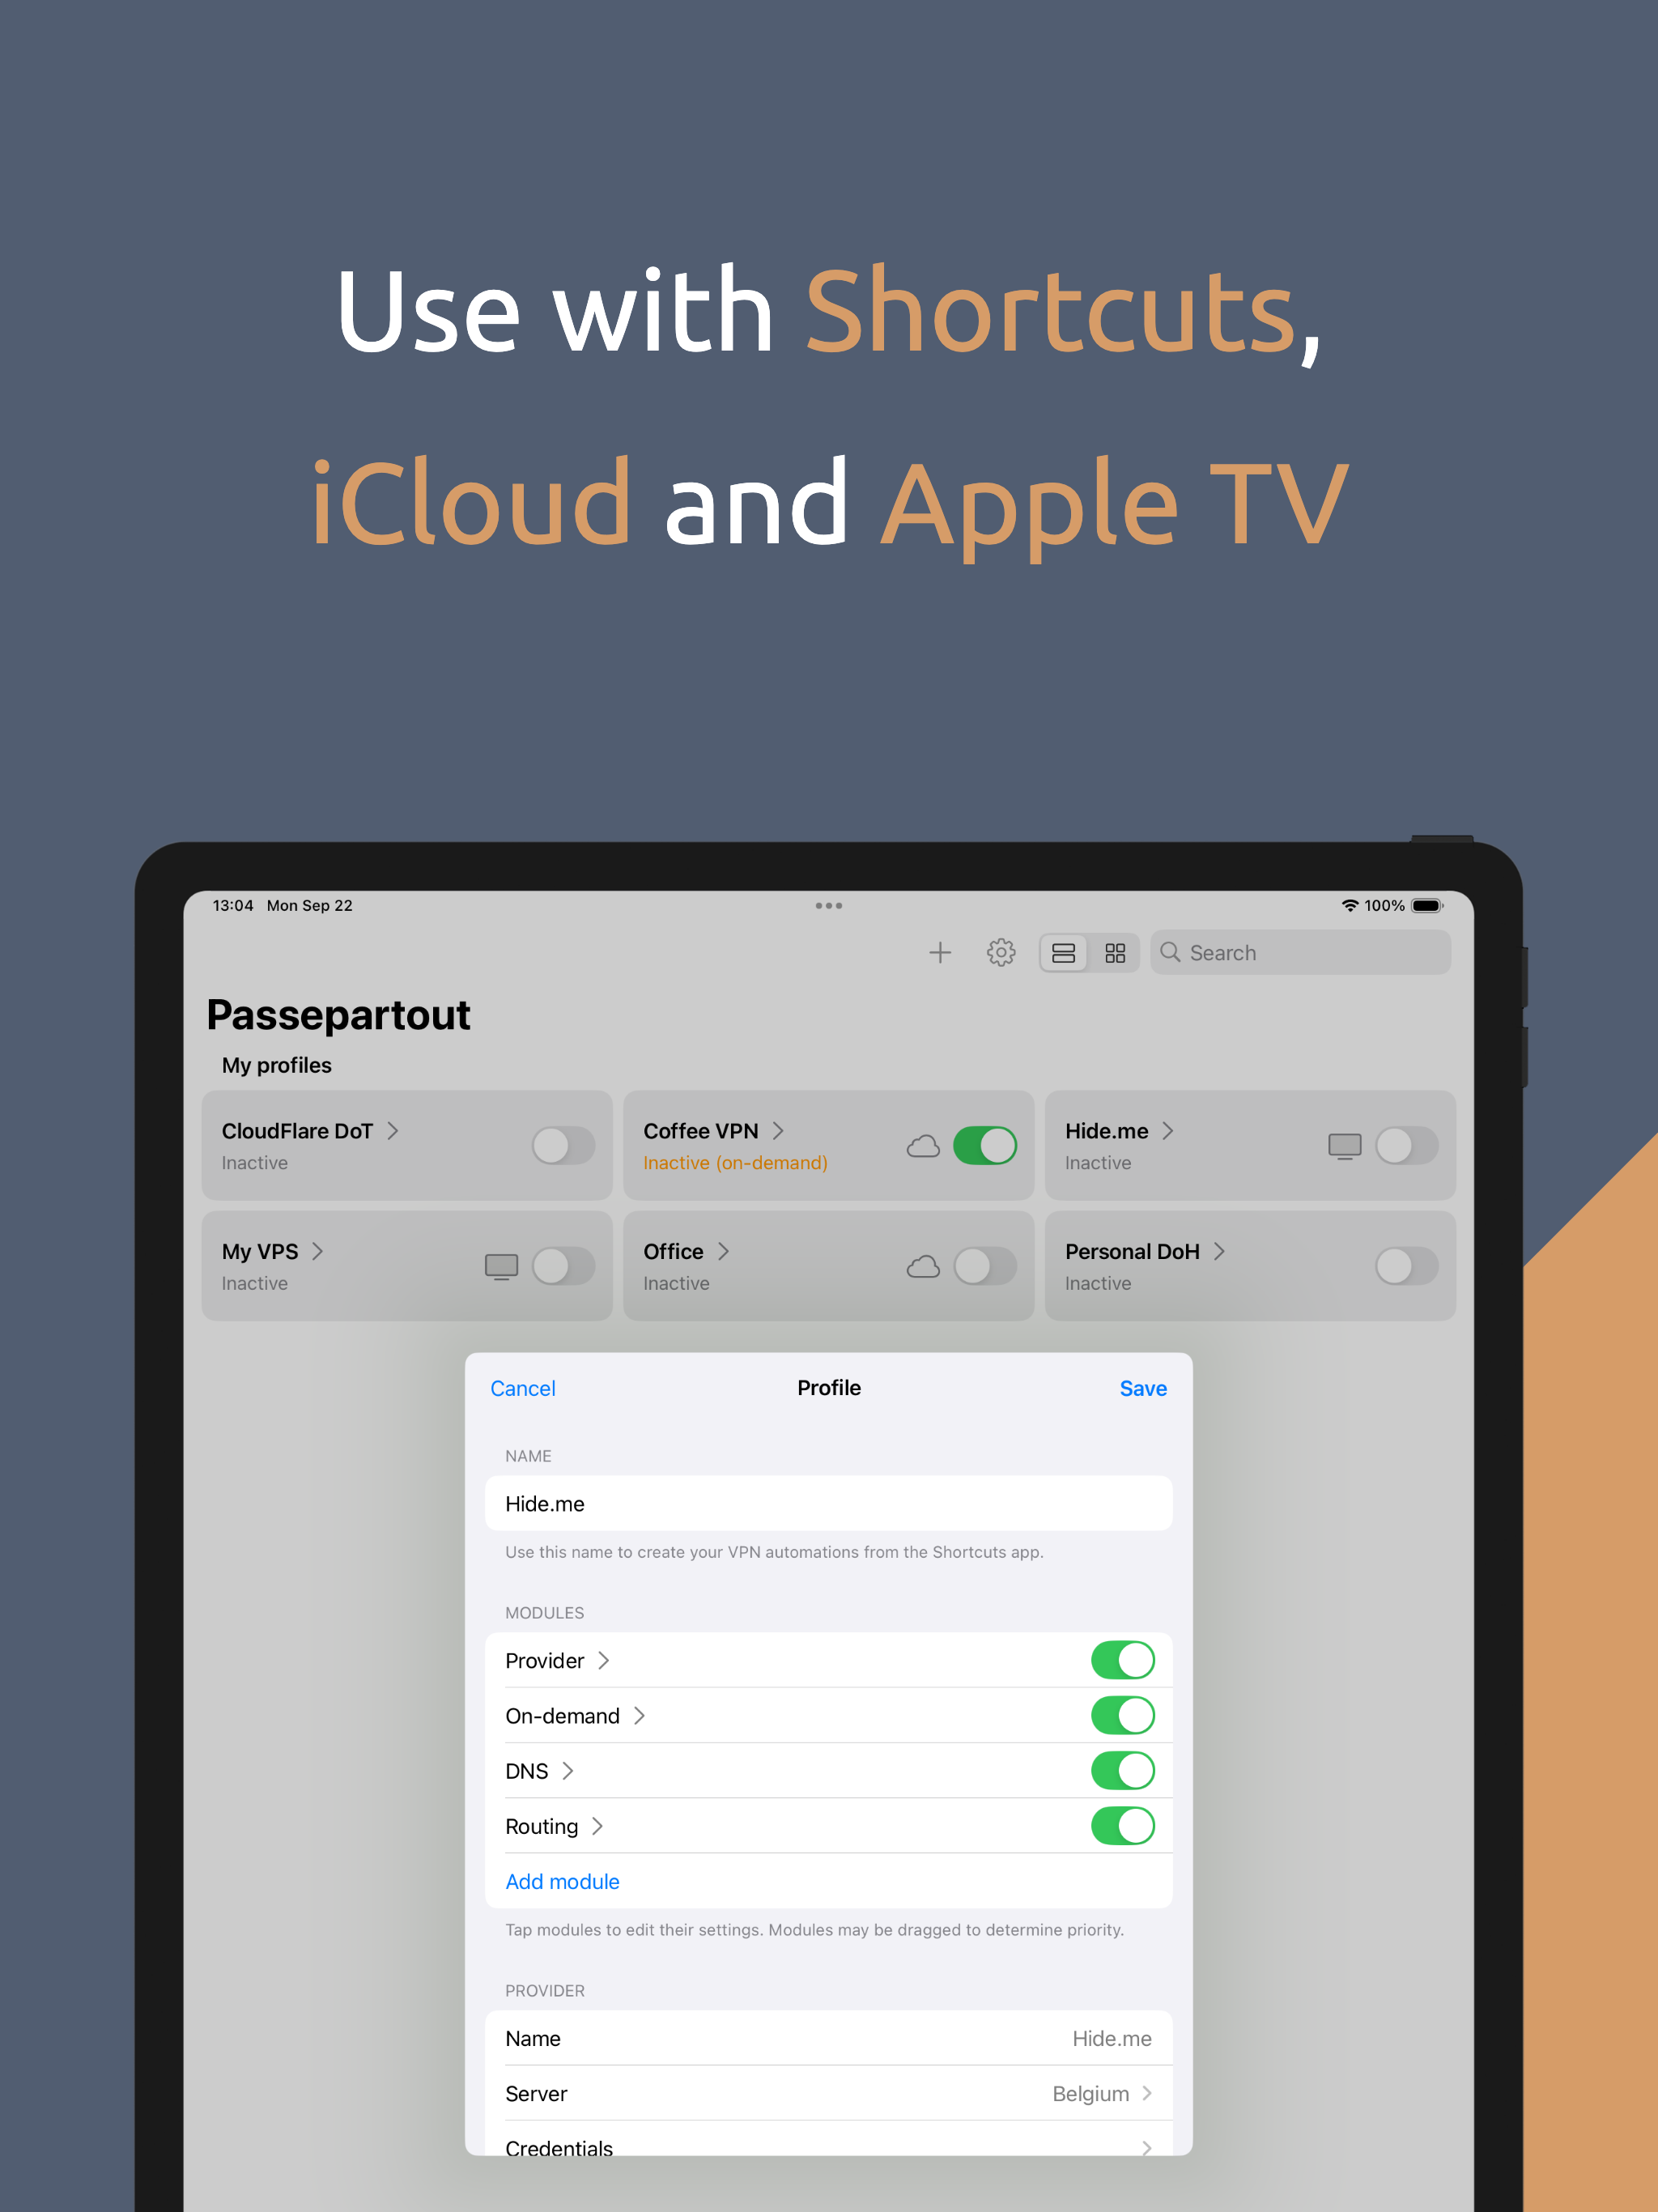 Use with Shortcuts,
iCloud and Apple TV
13:04 Mon Sep 22
100%
Search
Passepartout
My profiles
CloudFlare DoT
Inactive
Coffee VPN
Inactive (on-demand)
Hide.me
Inactive
My VPS
Inactive
Office
Inactive
Personal DoH
Inactive
Cancel
Profile
Save
NAME
Hide.me
Use this name to create your VPN automations from the Shortcuts app.
MODULES
Provider
On-demand
DNS
Routing
Add module
Tap modules to edit their settings. Modules may be dragged to determine priority.
PROVIDER
Name Hide.me
Server Belgium
Credentials